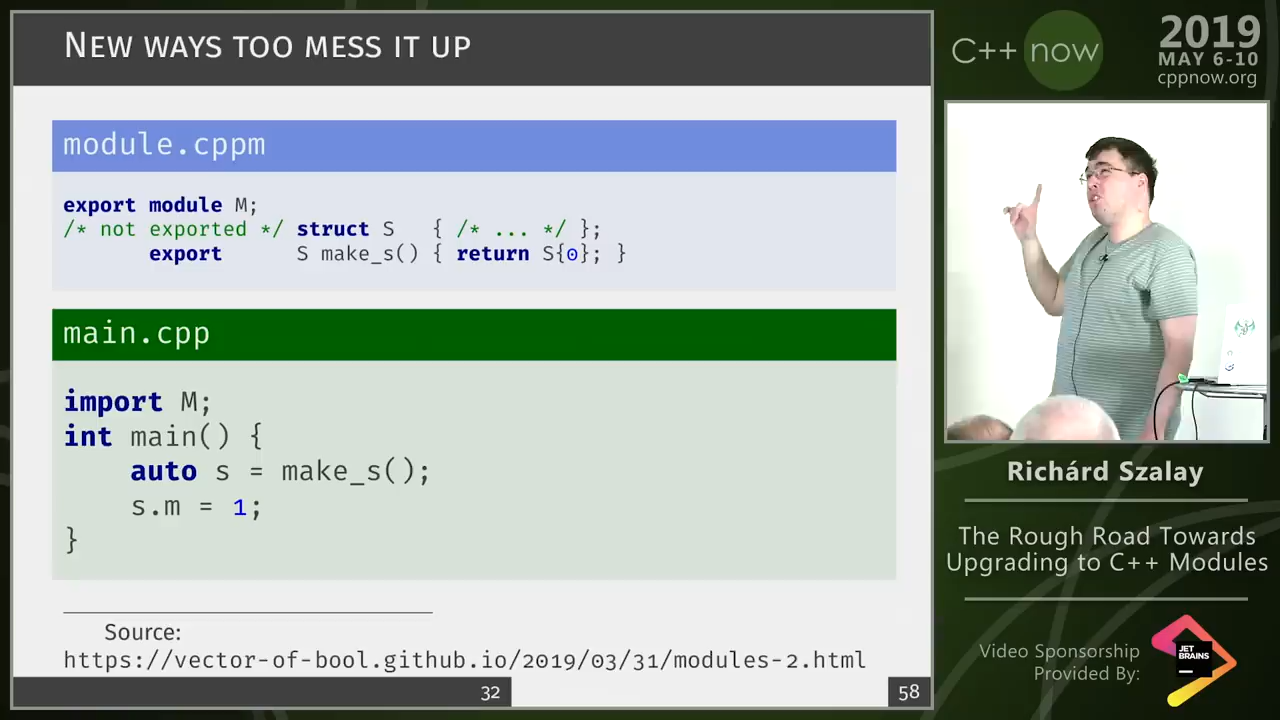 NEW WAYS TOO MESS IT UP
module.cppm
export module M;
/* not exported */ struct S { /* ... */ };
export S make_s() { return S{0}; }
main.cpp
import M;
int main() {
auto s = make_s();
s.m = 1;
}
Source:
https://vector-of-bool.github.io/2019/03/31/modules-2.html
32
58
C++ now
2019
MAY 6-10
cppnow.org
Richárd Szalay
The Rough Road Towards
Upgrading to C++ Modules
Video Sponsorship
Provided By:
JET
BRAINS